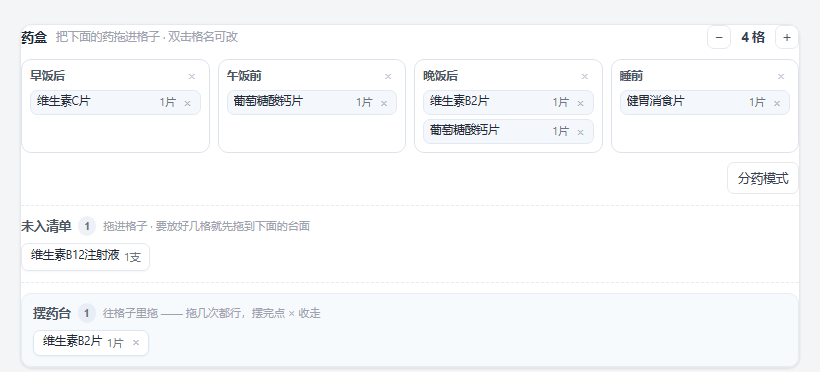 药盒 把下面的药拖进格子 · 双击格名可改 − 4 格 +
早饭后 × 午饭前 × 晚饭后 × 睡前 ×
维生素C片 1片 × 葡萄糖酸钙片 1片 × 维生素B2片 1片 × 健胃消食片 1片 ×
葡萄糖酸钙片 1片 ×
分药模式
未入清单 1 拖进格子 · 要放好几格就先拖到下面的台面
维生素B12注射液 1支
摆药台 1 往格子里拖 —— 拖几次都行，摆完点 × 收走
维生素B2片 1片 ×